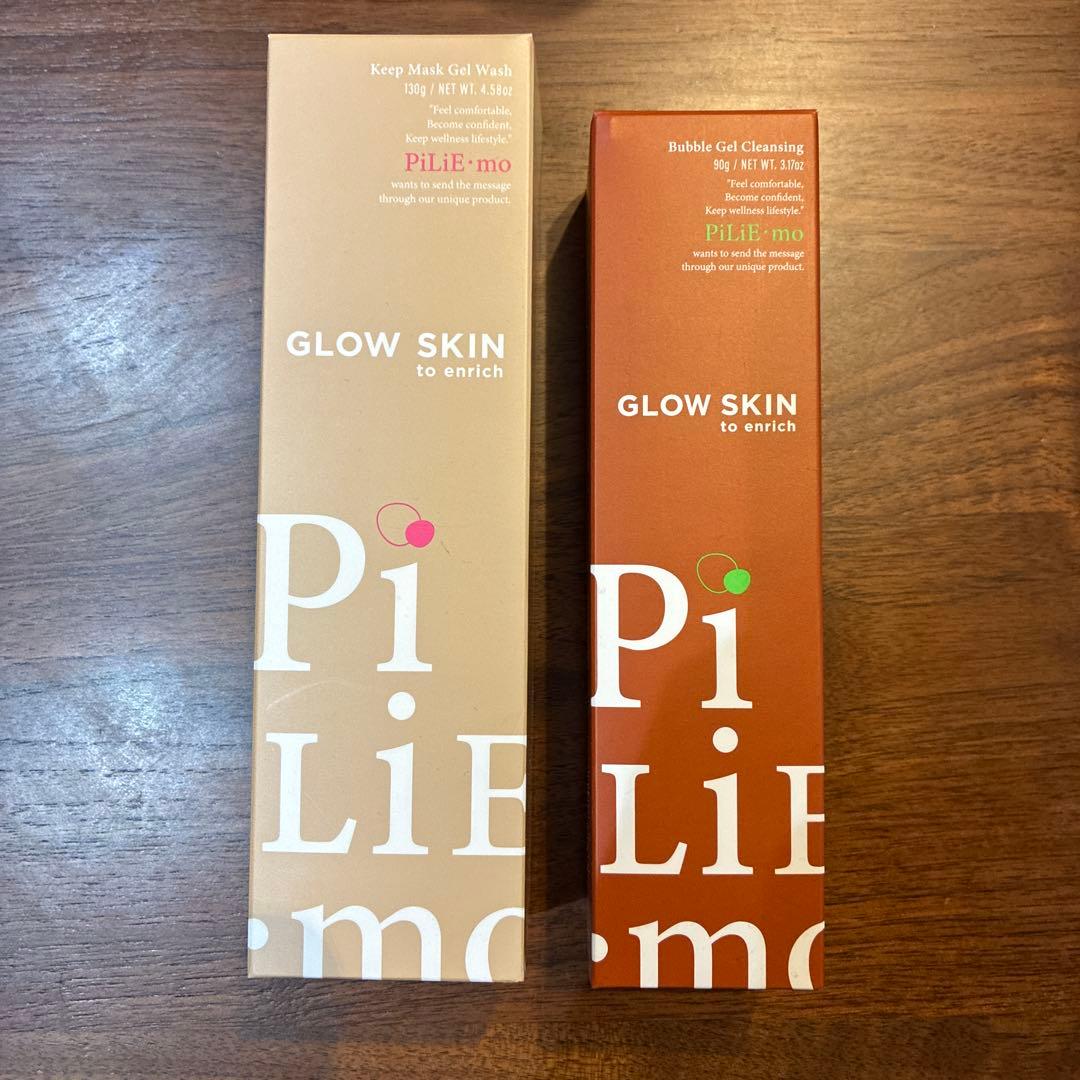 Keep Mask Gel Wash
130g / NET WT. 4.58oz
"Feel comfortable,
Become confident,
Keep wellness lifestyle."
PiLiE·mo
wants to send the message
through our unique product.
GLOW SKIN
to enrich
Pi
LiE
·mo
Bubble Gel Cleansing
90g / NET WT. 3.17oz
"Feel comfortable,
Become confident,
Keep wellness lifestyle."
PiLiE·mo
wants to send the message
through our unique product.
GLOW SKIN
to enrich
Pi
LiE
·mo